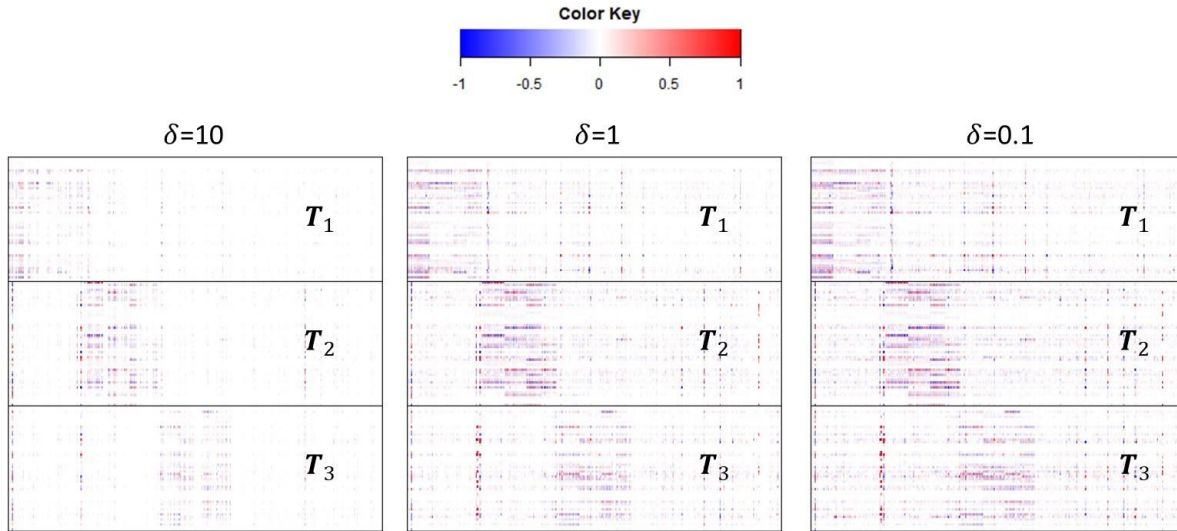 Color Key
-1 -0.5 0 0.5 1
δ=10 δ=1 δ=0.1
T₁ T₁ T₁
T₂ T₂ T₂
T₃ T₃ T₃